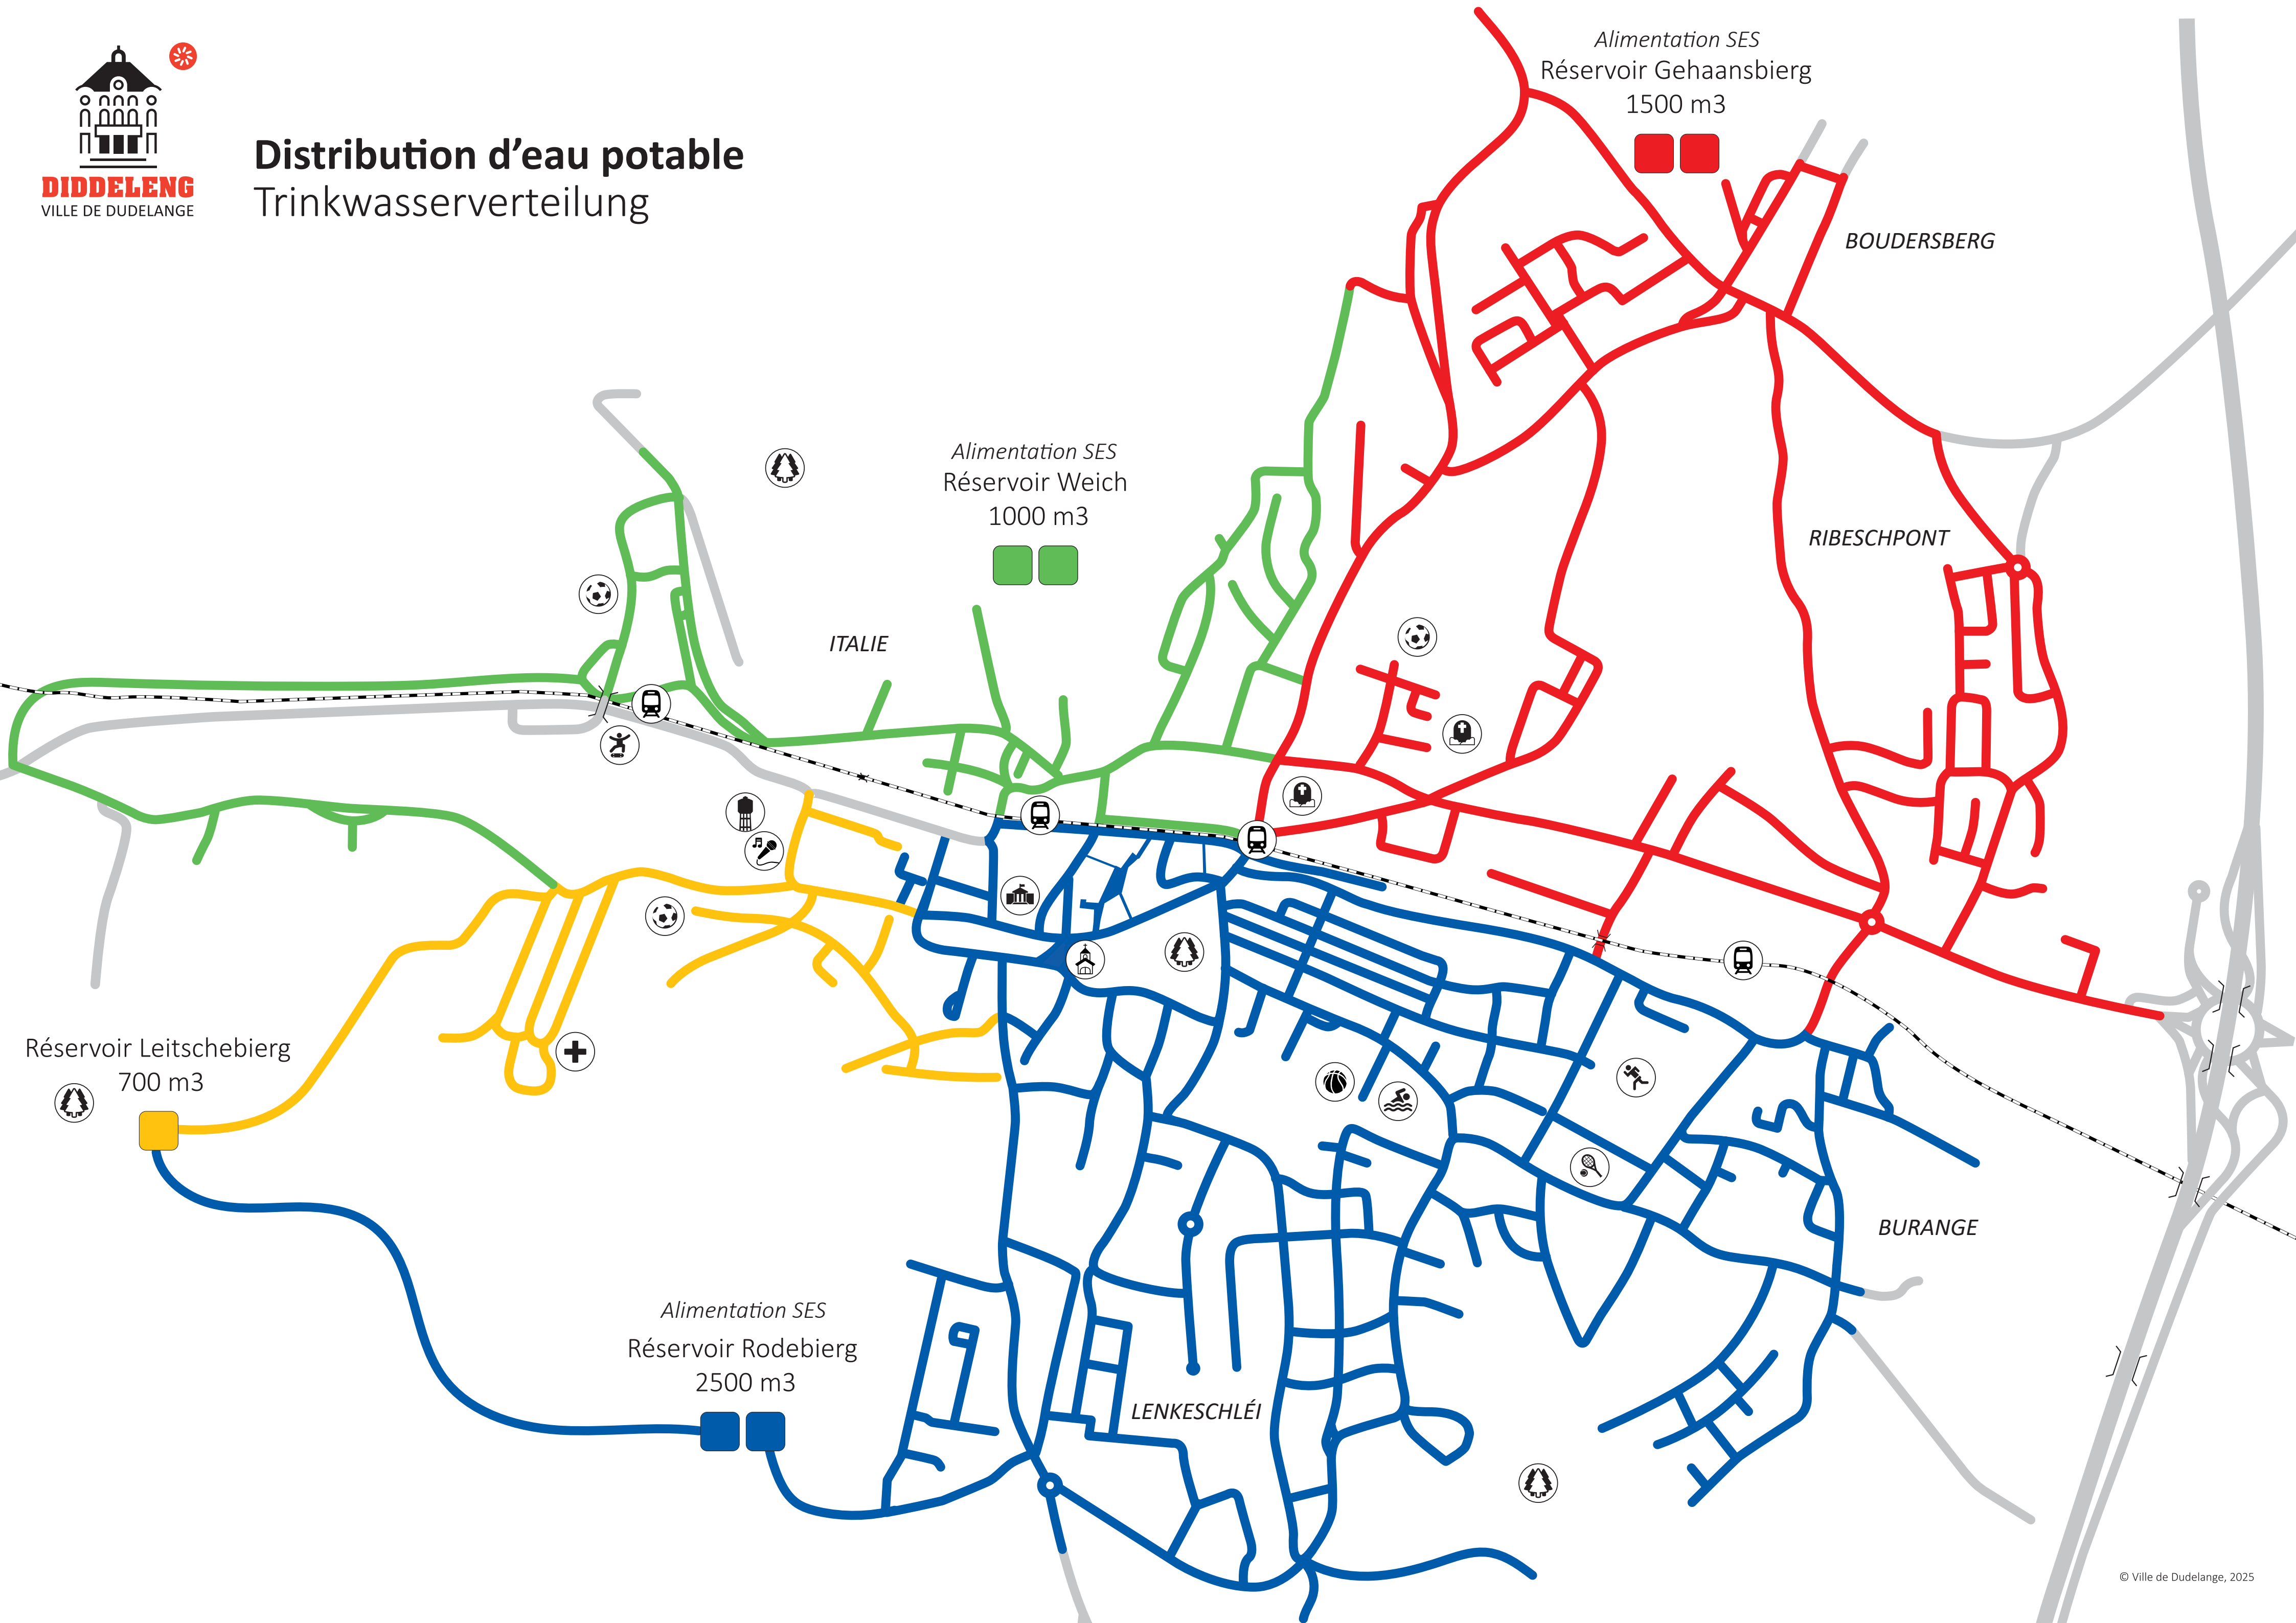 DIDDELENG
VILLE DE DUDELANGE
Distribution d’eau potable
Trinkwasserverteilung
Alimentation SES
Réservoir Gehaansbierg
1500 m3
BOUDERSBERG
Alimentation SES
Réservoir Weich
1000 m3
RIBESCHPONT
ITALIE
Réservoir Leitschebierg
700 m3
BURANGE
Alimentation SES
Réservoir Rodebierg
2500 m3
LENKESCHLÉI
© Ville de Dudelange, 2025